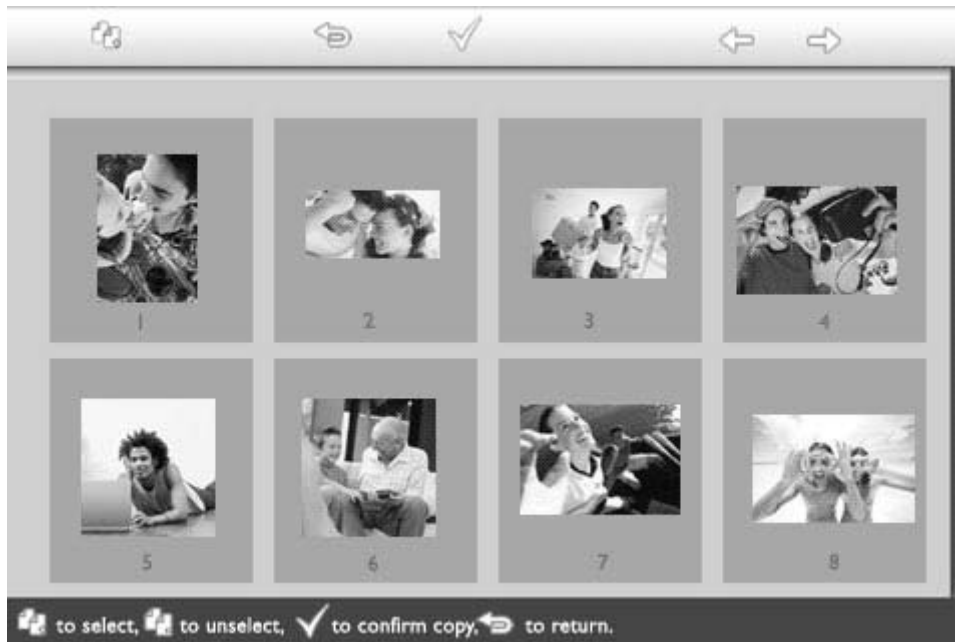 1 2 3 4
5 6 7 8
to select, to unselect, to confirm copy, to return.